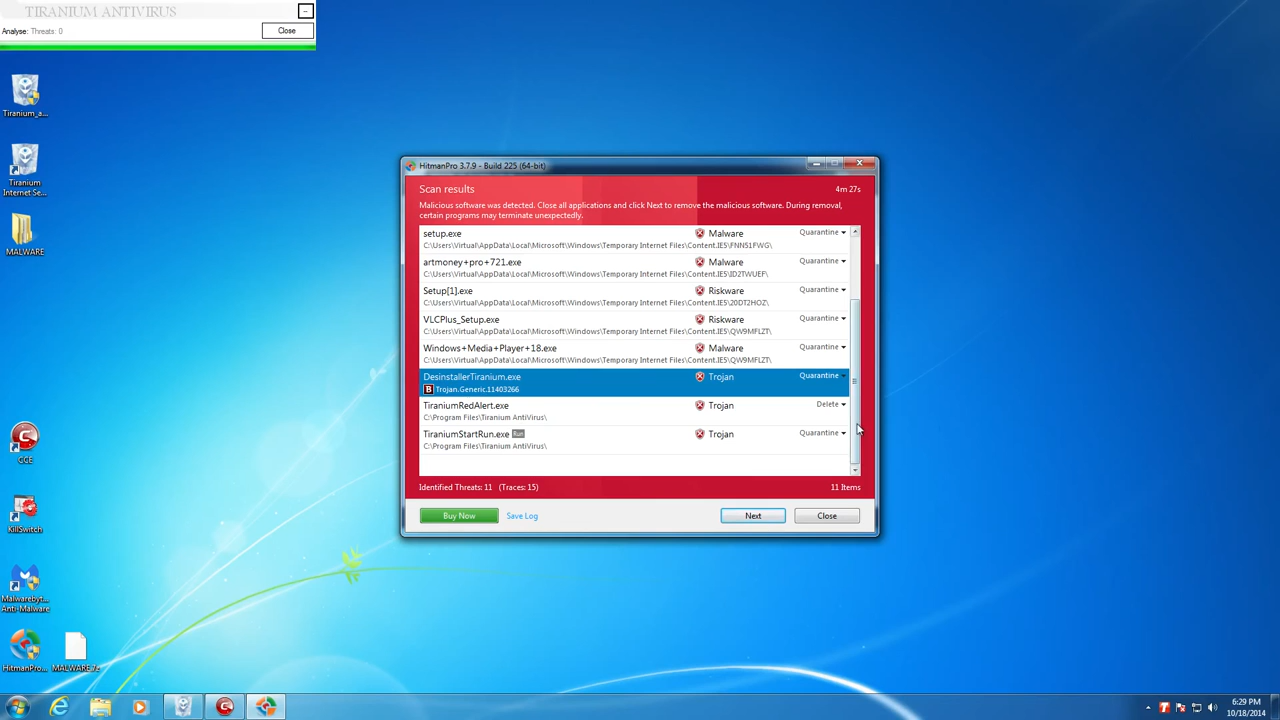 TIRANIUM ANTIVIRUS
Analyse: Threats: 0
Close
Tiranium_a...
Tiranium
Internet Se...
MALWARE
CCE
KillSwitch
Malwareby...
Anti-Malware
HitmanPro...
MALWARE.7z
HitmanPro 3.7.9 - Build 225 (64-bit)
Scan results
4m 27s
Malicious software was detected. Close all applications and click Next to remove the malicious software. During removal,
certain programs may terminate unexpectedly.
setup.exe Malware Quarantine
C:\Users\Virtual\AppData\Local\Microsoft\Windows\Temporary Internet Files\Content.IE5\FNN51FWG\
artmoney+pro+721.exe Malware Quarantine
C:\Users\Virtual\AppData\Local\Microsoft\Windows\Temporary Internet Files\Content.IE5\ID2TWUEF\
Setup[1].exe Riskware Quarantine
C:\Users\Virtual\AppData\Local\Microsoft\Windows\Temporary Internet Files\Content.IE5\20DT2HOZ\
VLCPlus_Setup.exe Riskware Quarantine
C:\Users\Virtual\AppData\Local\Microsoft\Windows\Temporary Internet Files\Content.IE5\QW9MFLZT\
Windows+Media+Player+18.exe Malware Quarantine
C:\Users\Virtual\AppData\Local\Microsoft\Windows\Temporary Internet Files\Content.IE5\QW9MFLZT\
DesinstallerTiranium.exe Trojan Quarantine
B Trojan.Generic.11403266
TiraniumRedAlert.exe Trojan Delete
C:\Program Files\Tiranium AntiVirus\
TiraniumStartRun.exe Run Trojan Quarantine
C:\Program Files\Tiranium AntiVirus\
Identified Threats: 11 (Traces: 15)
11 Items
Buy Now
Save Log
Next
Close
6:29 PM
10/18/2014